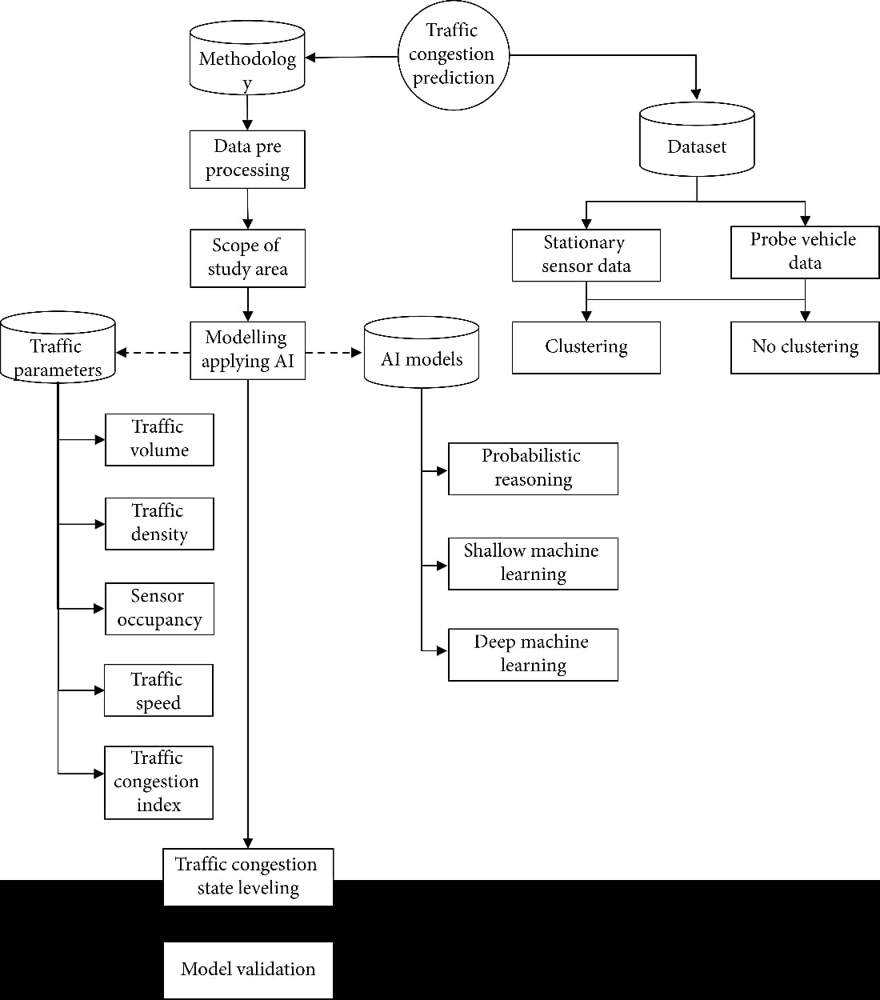 Traffic
congestion
prediction
Methodolog
y
Data pre
processing
Scope of
study area
Modelling
applying AI
Dataset
Stationary
sensor data
Probe vehicle
data
Clustering
No clustering
Traffic
parameters
Traffic
volume
Traffic
density
Sensor
occupancy
Traffic
speed
Traffic
congestion
index
AI models
Probabilistic
reasoning
Shallow machine
learning
Deep machine
learning
Traffic congestion
state leveling
Model validation